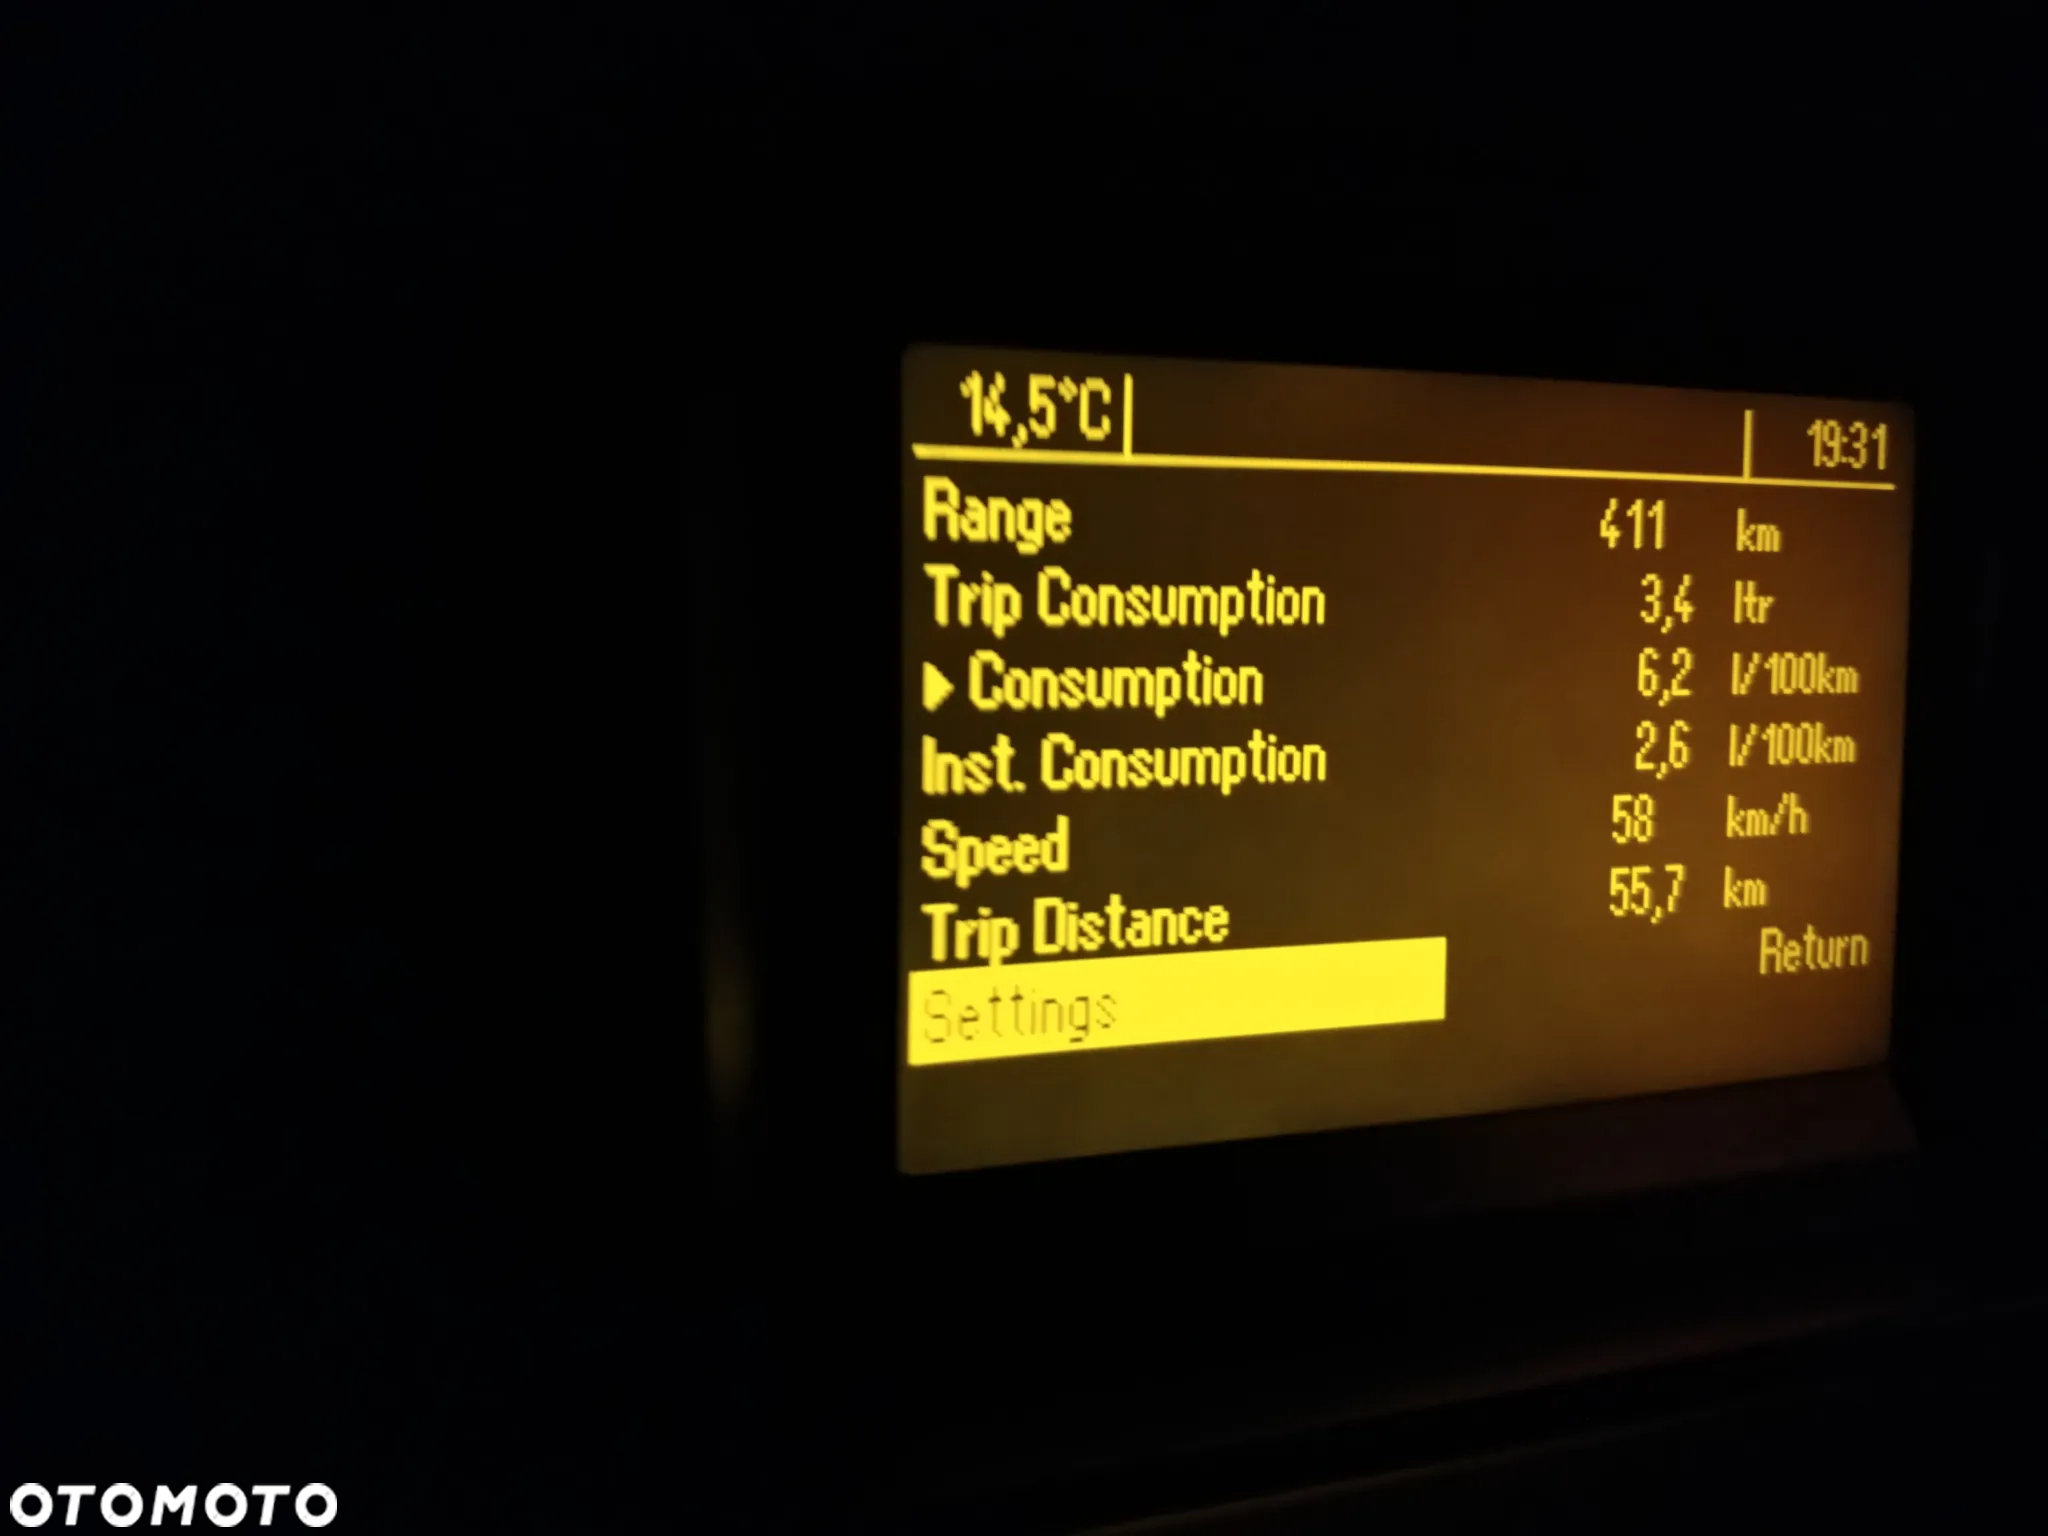 14,5°C 19:31
Range 411 km
Trip Consumption 3,4 ltr
Consumption 6,2 l/100km
Inst. Consumption 2,6 l/100km
Speed 58 km/h
Trip Distance 55,7 km
Return
Settings
OTOMOTO